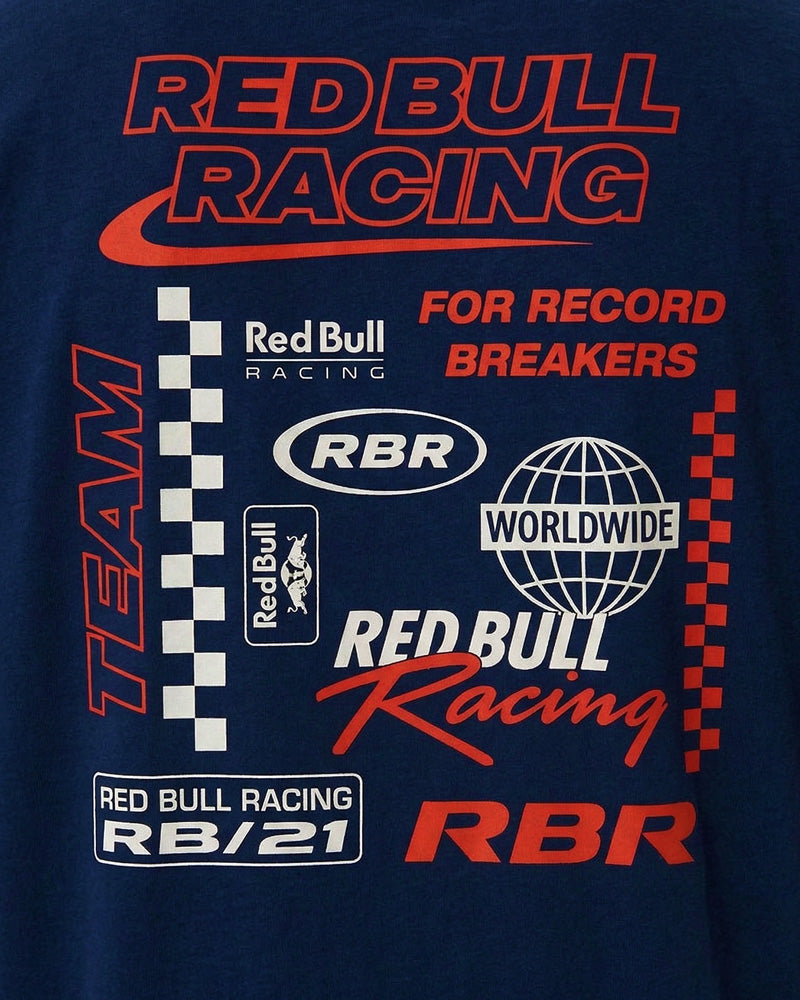 RED BULL
RACING
FOR RECORD
BREAKERS
Red Bull
RACING
TEAM
RBR
WORLDWIDE
Red Bull
RED BULL
Racing
RED BULL RACING
RB/21
RBR